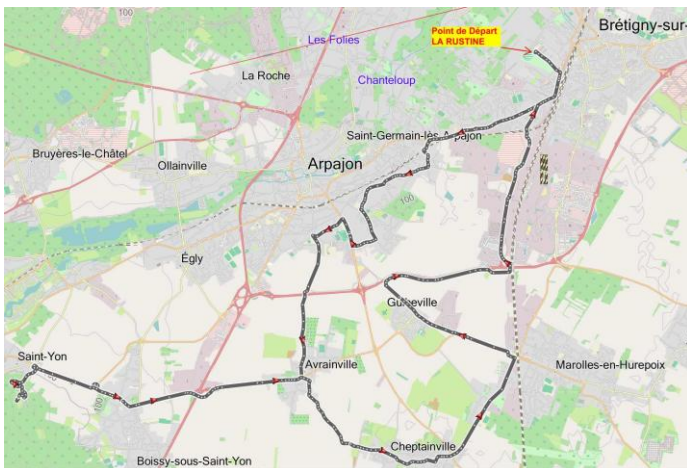 Brétigny-sur-
Point de Départ
LA RUSTINE
Les Folies
La Roche
Chanteloup
Saint-Germain-lès-Arpajon
Bruyères-le-Châtel
Ollainville
Arpajon
100
Égly
Guibeville
Saint-Yon
Avrainville
Marolles-en-Hurepoix
100
Cheptainville
Boissy-sous-Saint-Yon